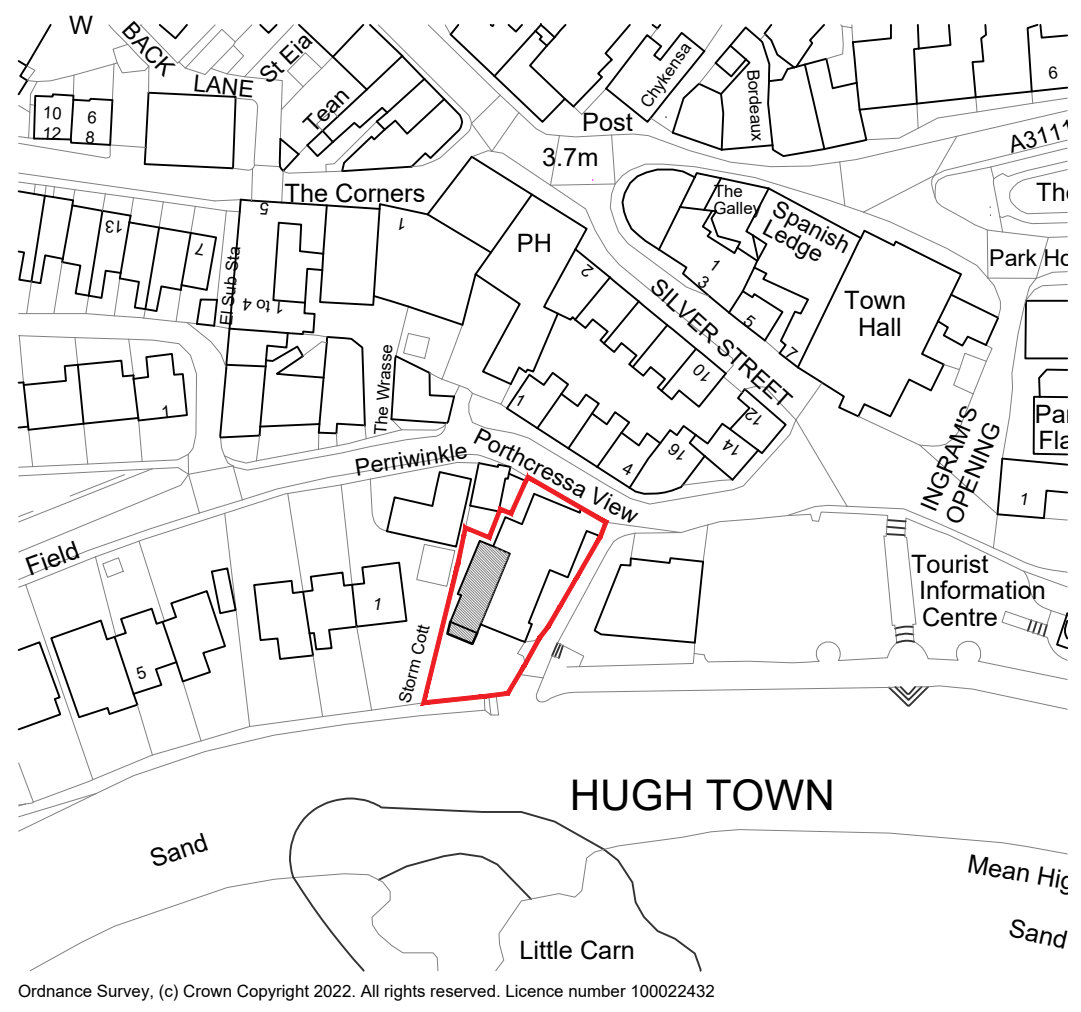 W
BACK
LANE
St Eia
Tean
Chykensa
Bordeaux
6
10
12
6
8
Post
3.7m
A3111
The Corners
5
1
13
7
El Sub Sta
1 to 4
PH
2
The
Galley
Spanish
Ledge
1
3
5
7
SILVER STREET
Town
Hall
Park Ho
The Wrasse
1
1
10
12
14
16
4
Perriwinkle
Porthcressa View
INGRAM'S
OPENING
1
Field
5
1
Storm Cott
Tourist
Information
Centre
HUGH TOWN
Sand
Mean Hig
Sand
Little Carn
Ordnance Survey, (c) Crown Copyright 2022. All rights reserved. Licence number 100022432